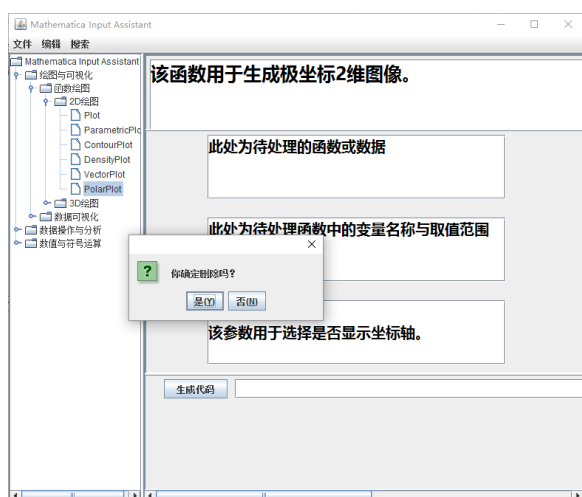 Mathematica Input Assistant
文件 编辑 搜索
Mathematica Input Assistant
绘图与可视化
函数绘图
2D绘图
Plot
ParametricPlo
ContourPlot
DensityPlot
VectorPlot
PolarPlot
3D绘图
数据可视化
数据操作与分析
数值与符号运算
该函数用于生成极坐标2维图像。
此处为待处理的函数或数据
此处为待处理函数中的变量名称与取值范围
你确定删除吗?
是(Y) 否(N)
该参数用于选择是否显示坐标轴。
生成代码